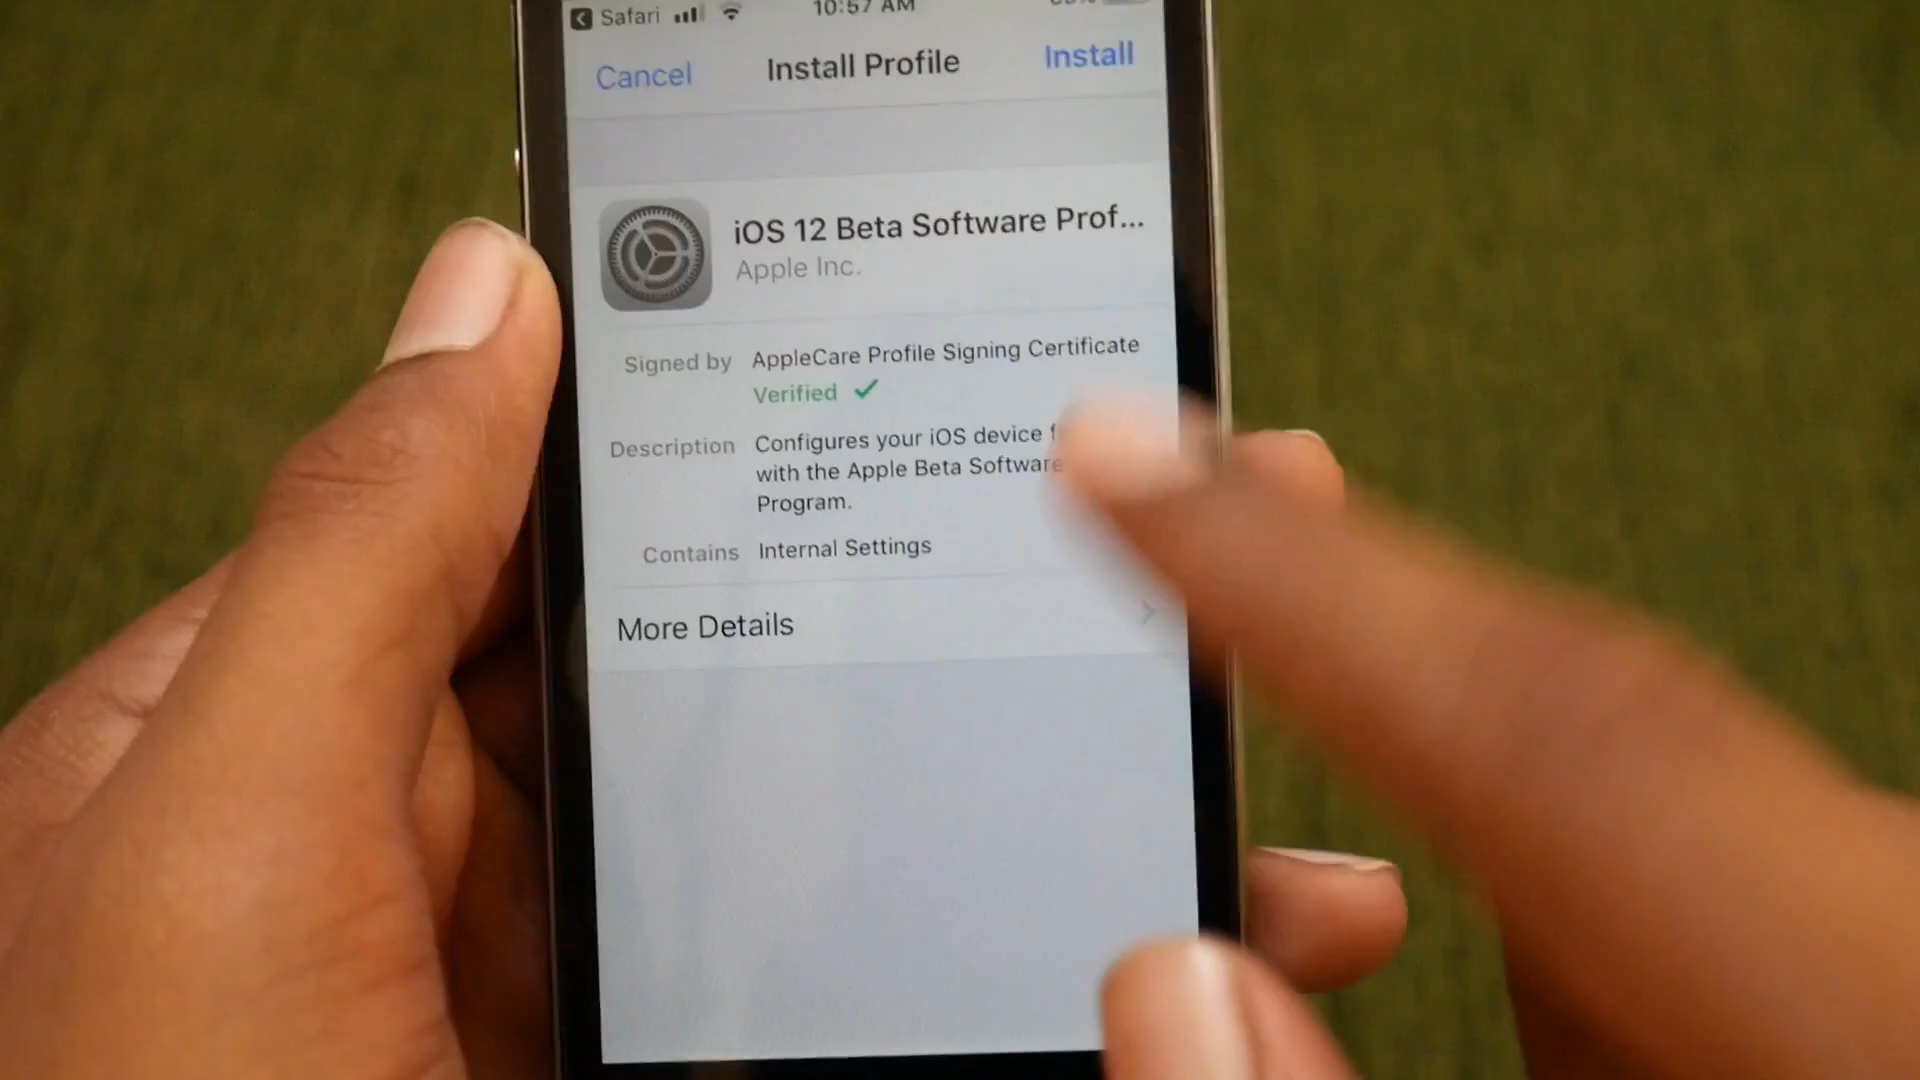 Safari 10:57 AM
Cancel Install Profile Install
iOS 12 Beta Software Prof...
Apple Inc.
Signed by AppleCare Profile Signing Certificate
Verified
Description Configures your iOS device
with the Apple Beta Software
Program.
Contains Internal Settings
More Details